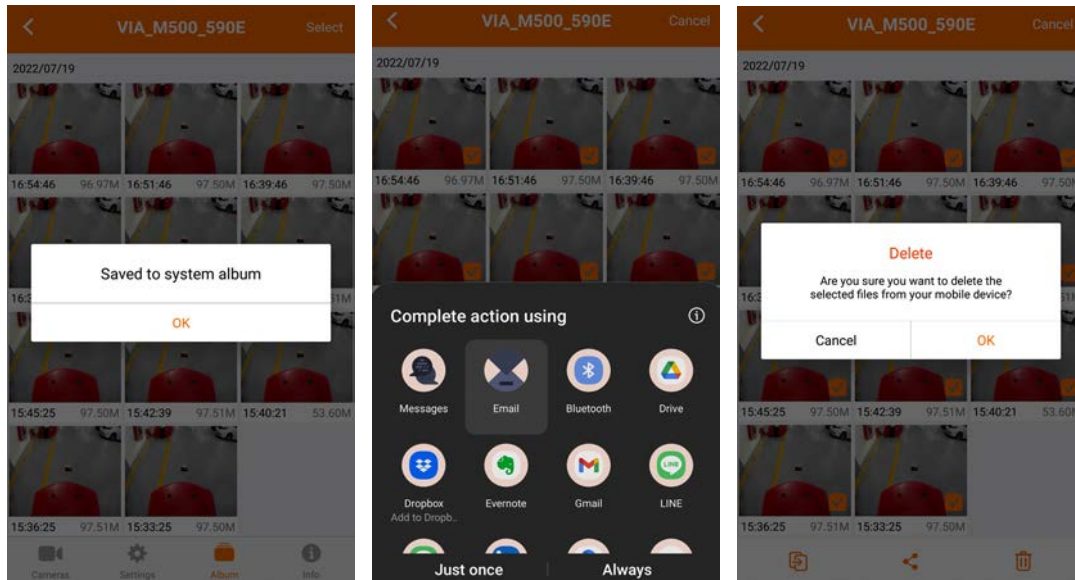 VIA_M500_590E
Select
2022/07/19
16:54:46 96.97M 16:51:46 97.50M 16:39:46 97.50M
Saved to system album
OK
15:45:25 97.50M 15:42:39 97.51M 15:40:21 53.60M
15:36:25 97.51M 15:33:25 97.50M
Cameras Settings Album Info
VIA_M500_590E
Cancel
2022/07/19
16:54:46 96.97M 16:51:46 97.50M 16:39:46 97.50M
Complete action using
Messages Email Bluetooth Drive
Dropbox Evernote Gmail LINE
Add to Dropb...
Just once Always
VIA_M500_590E
Cancel
2022/07/19
16:54:46 96.97M 16:51:46 97.50M 16:39:46 97.50M
Delete
Are you sure you want to delete the
selected files from your mobile device?
Cancel OK
15:45:25 97.50M 15:42:39 97.51M 15:40:21 53.60M
15:36:25 97.51M 15:33:25 97.50M